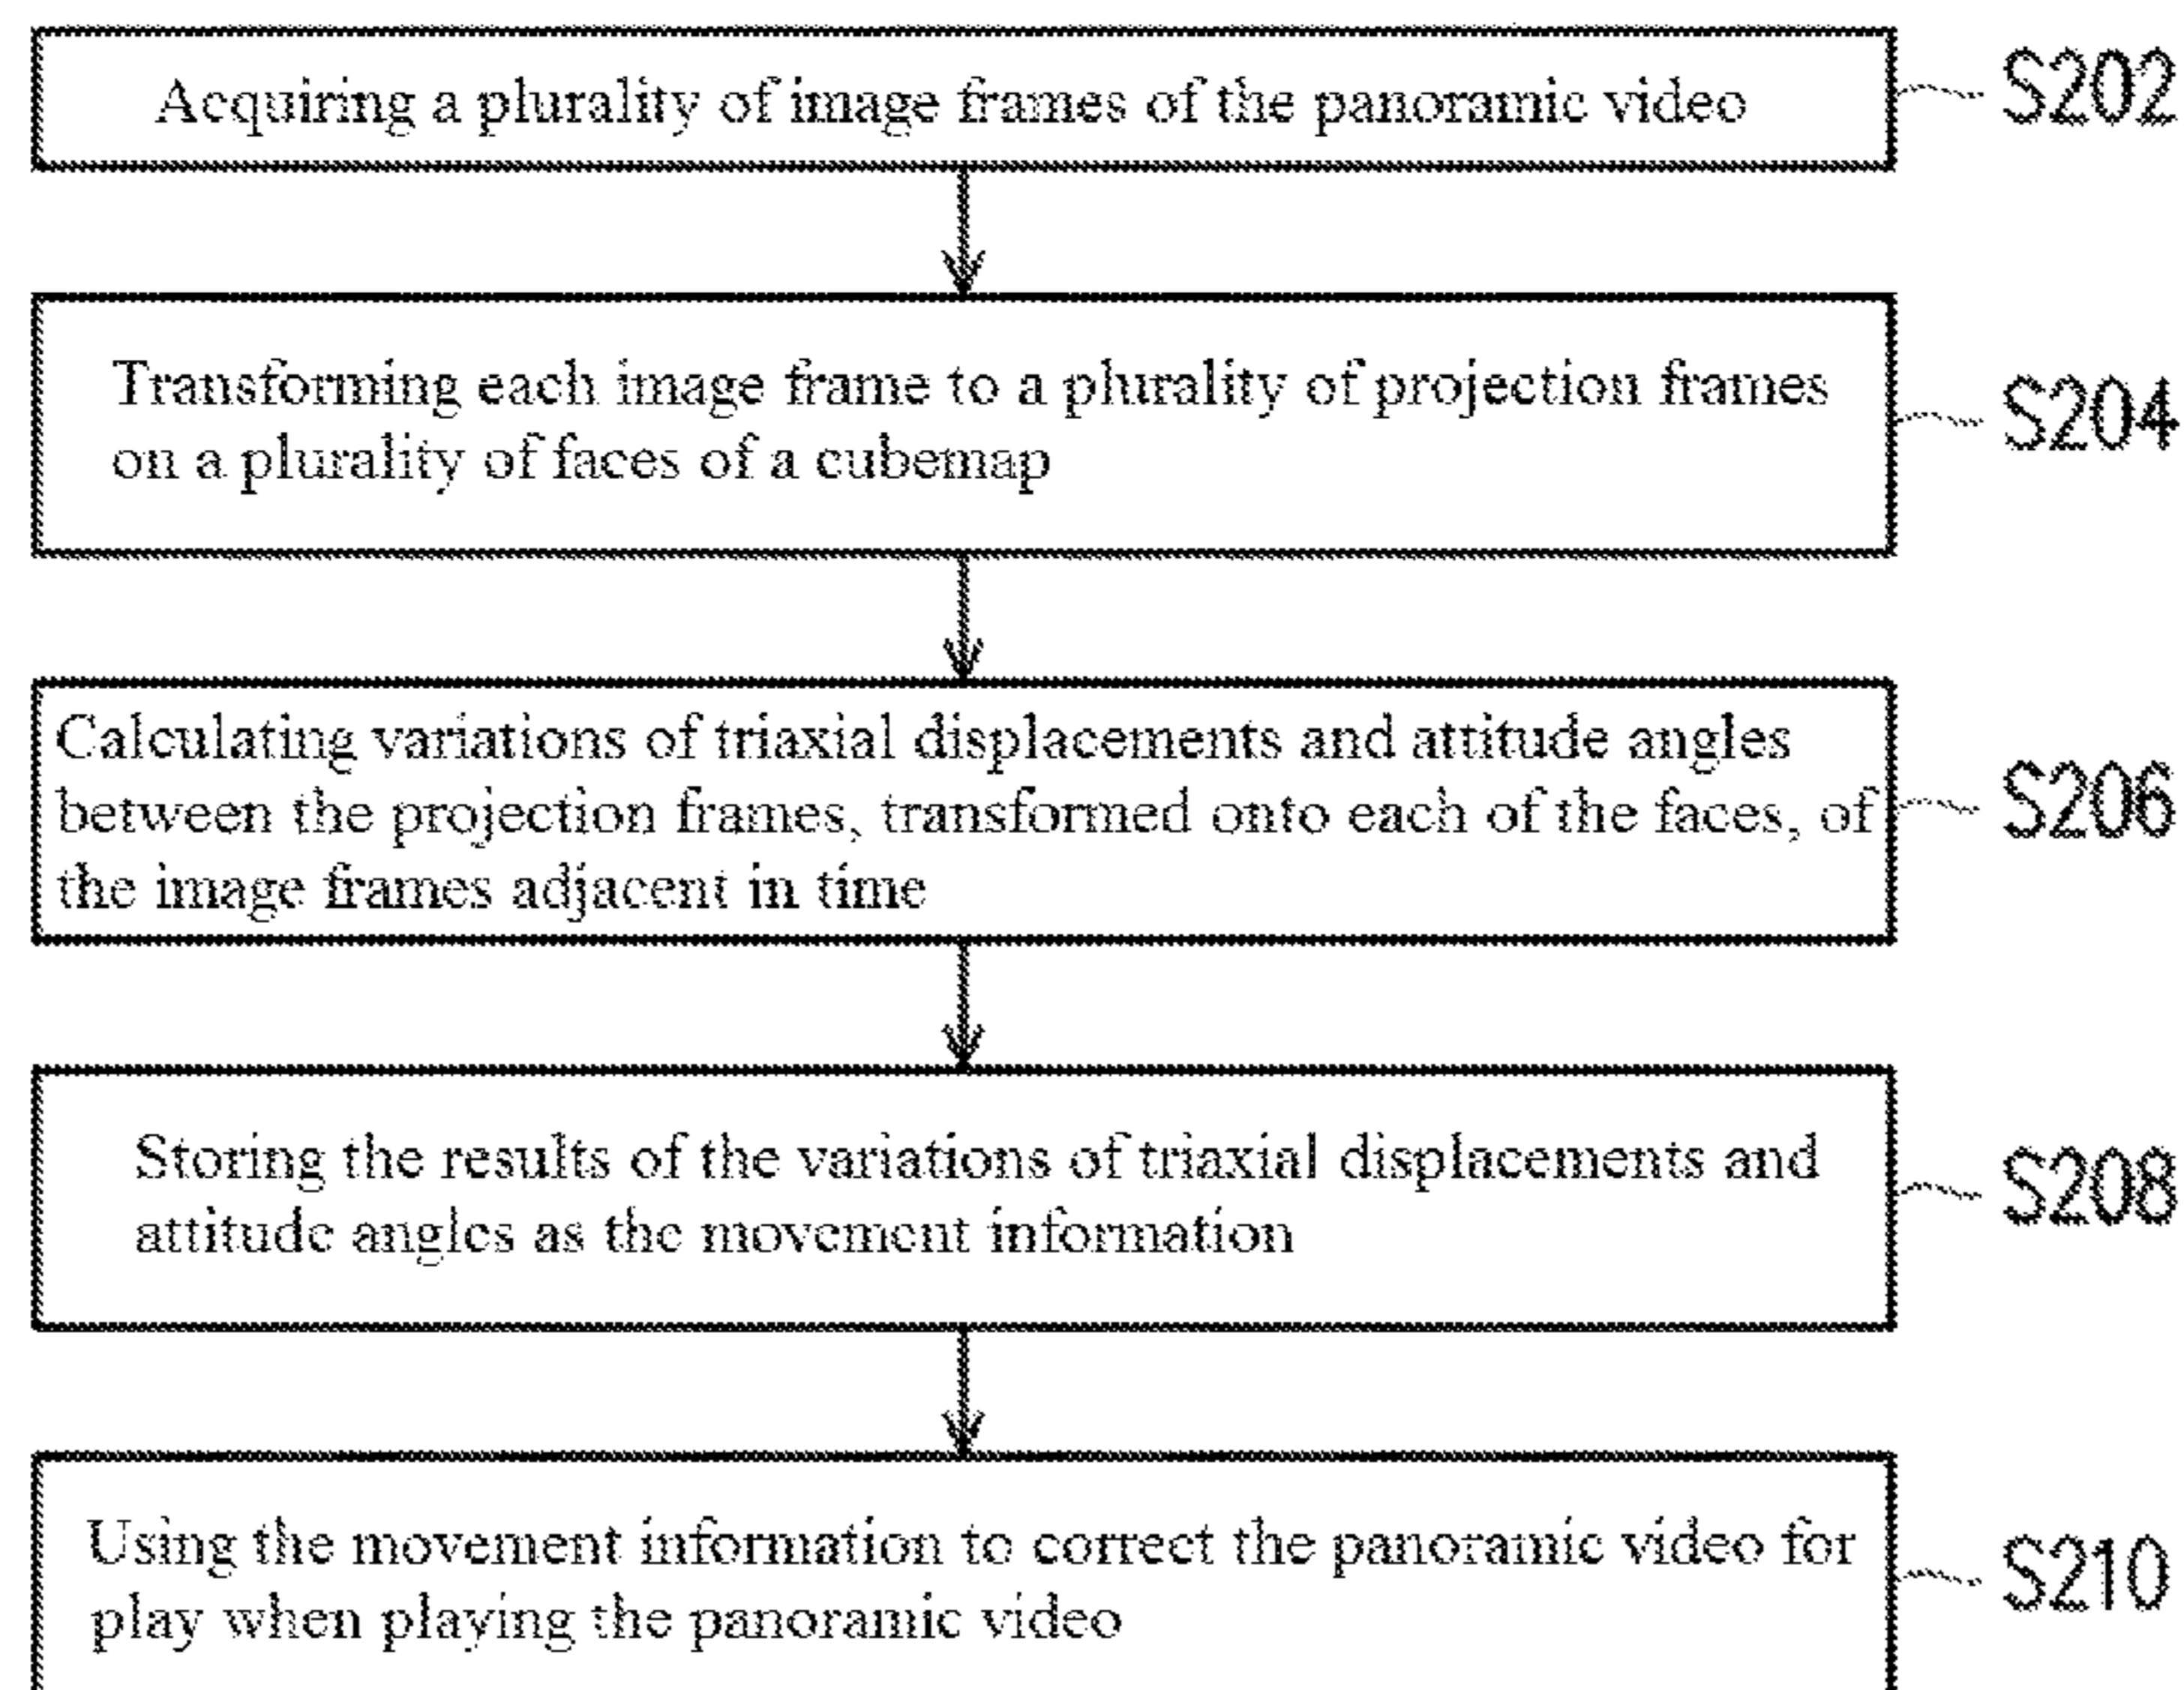 Acquiring a plurality of image frames of the panoramic video
S202
Transforming each image frame to a plurality of projection frames
on a plurality of faces of a cubemap
S204
Calculating variations of triaxial displacements and attitude angles
between the projection frames, transformed onto each of the faces, of
the image frames adjacent in time
S206
Storing the results of the variations of triaxial displacements and
attitude angles as the movement information
S208
Using the movement information to correct the panoramic video for
play when playing the panoramic video
S210